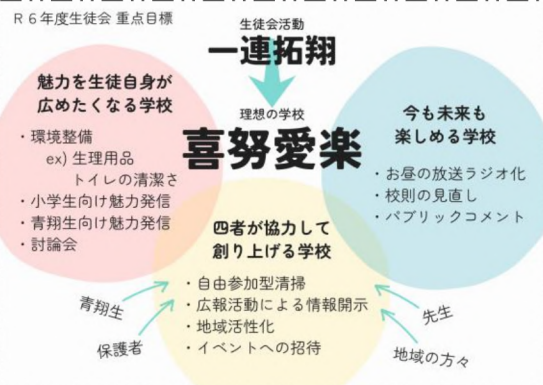 R6年度生徒会 重点目標
生徒会活動
一連拓翔
理想の学校
喜努愛楽
魅力を生徒自身が
広めたくなる学校
・環境整備
ex) 生理用品
トイレの清潔さ
・小学生向け魅力発信
・青翔生向け魅力発信
・討論会
今も未来も
楽しめる学校
・お昼の放送ラジオ化
・校則の見直し
・パブリックコメント
四者が協力して
創り上げる学校
・自由参加型清掃
・広報活動による情報開示
・地域活性化
・イベントへの招待
青翔生
保護者
先生
地域の方々